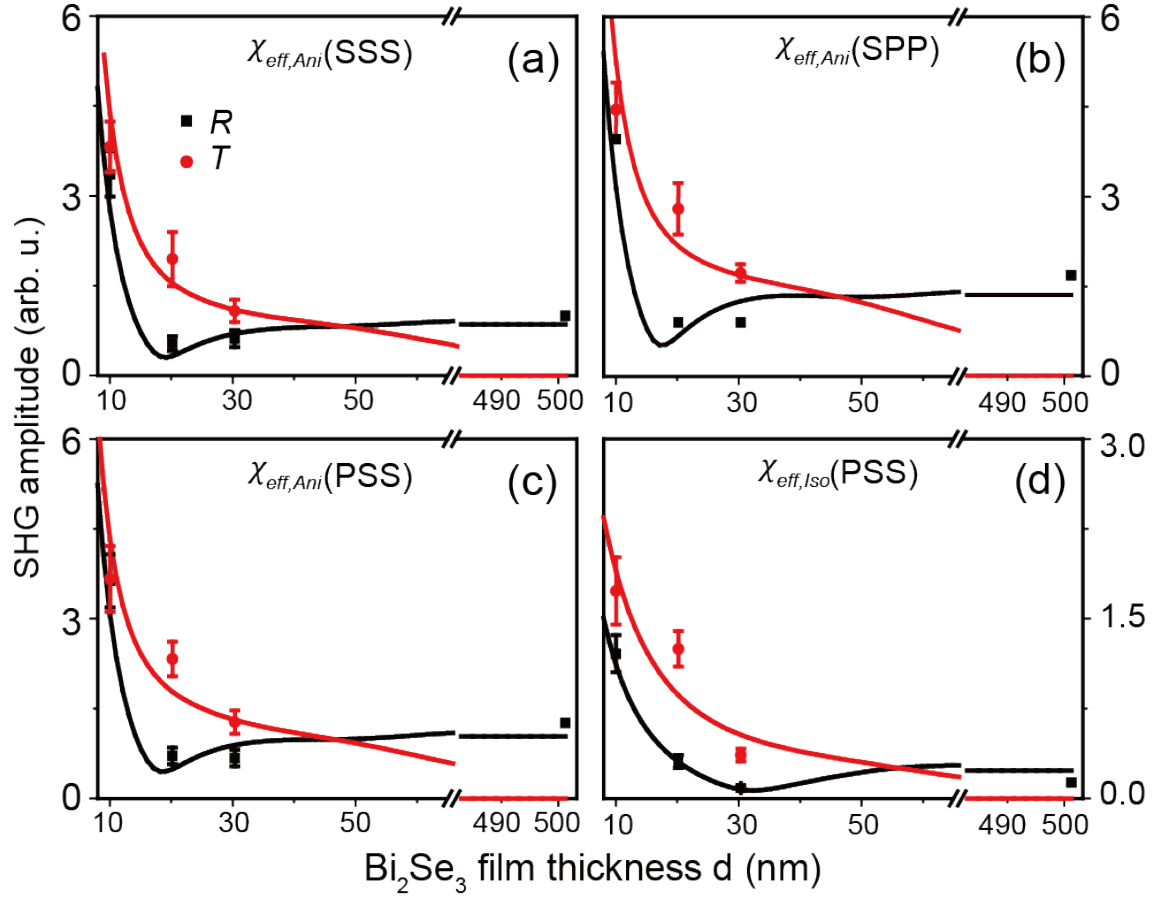 6
χeff,Ani(SSS)
(a)
R
T
3
0
10
30
50
490
500
χeff,Ani(SPP)
(b)
6
3
0
10
30
50
490
500
6
χeff,Ani(PSS)
(c)
3
0
10
30
50
490
500
χeff,Iso(PSS)
(d)
3.0
1.5
0.0
10
30
50
490
500
SHG amplitude (arb. u.)
Bi₂Se₃ film thickness d (nm)